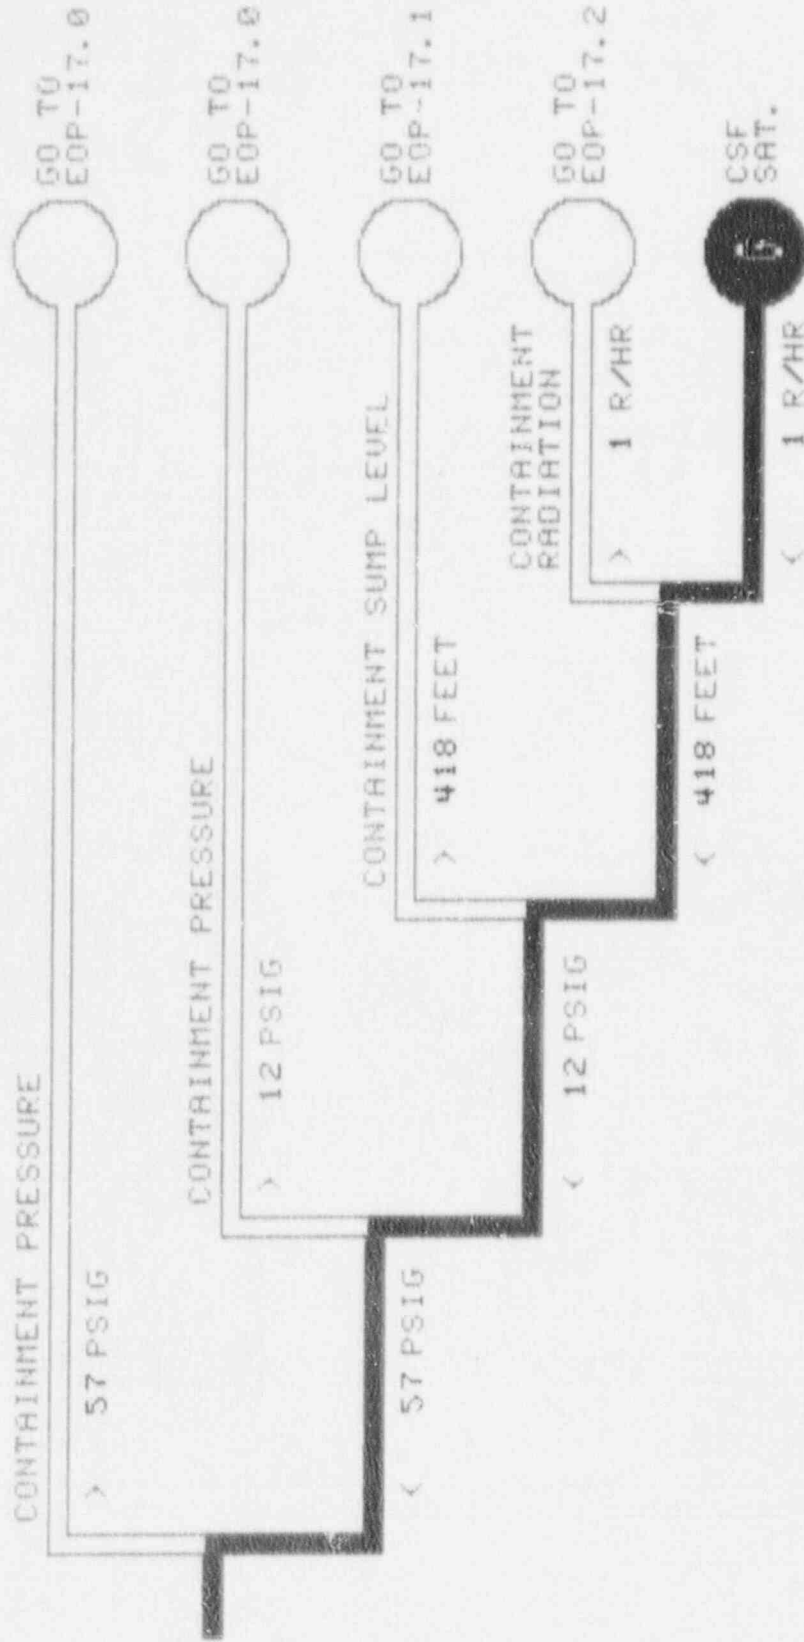 CONTAINMENT PRESSURE
> 57 PSIG
GO TO
EOP-17.0
< 57 PSIG
CONTAINMENT PRESSURE
> 12 PSIG
GO TO
EOP-17.0
< 12 PSIG
CONTAINMENT SUMP LEVEL
> 418 FEET
GO TO
EOP-17.1
< 418 FEET
CONTAINMENT
RADIATION
> 1 R/HR
GO TO
EOP-17.2
< 1 R/HR
G
CSF
SAT.